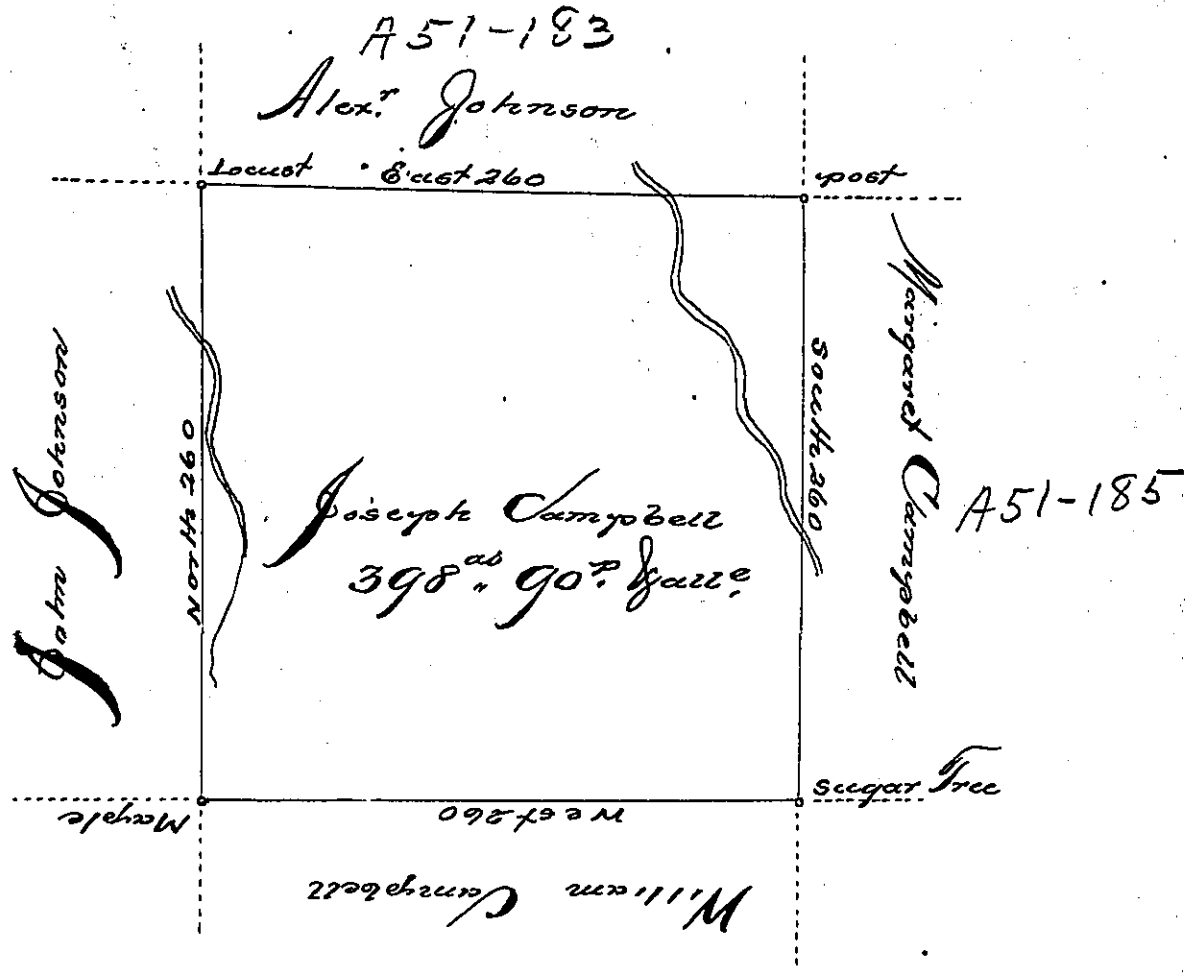 A51-183
Alexr. Johnson
Locust
East 260
post
John Johnson
North 260
Joseph Campbell
398as 90p. & alle.
South 260
Margaret Campbell
A51-185
Maple
West 260
Sugar Tree
William Campbell